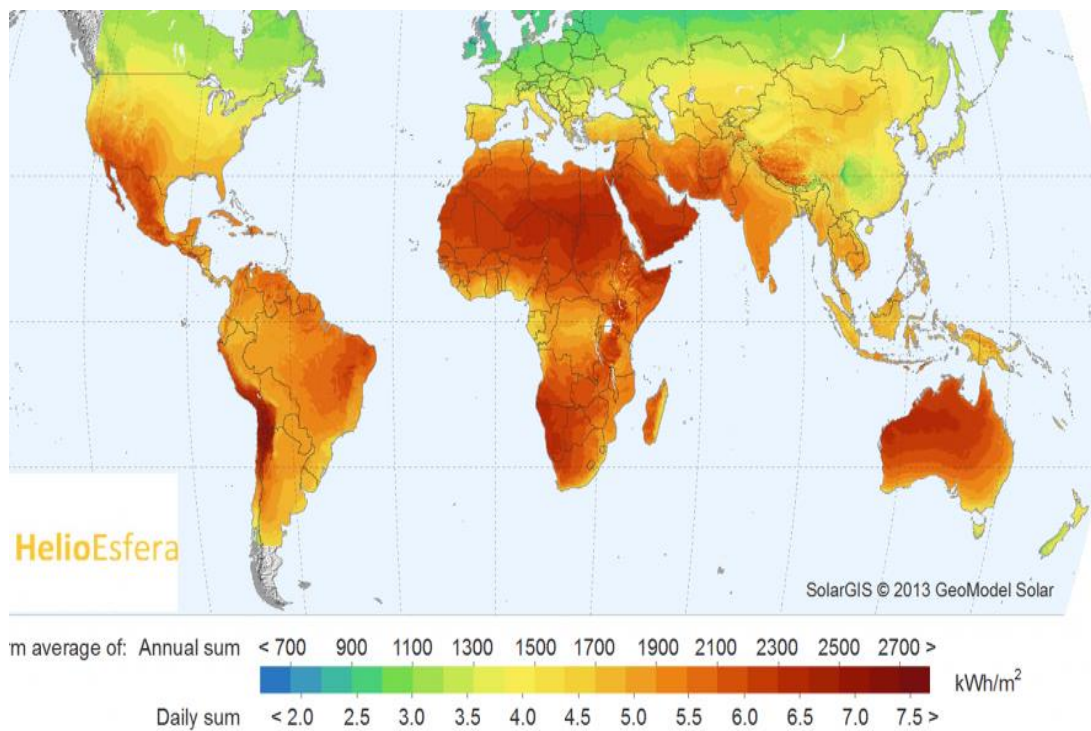 HelioEsfera
SolarGIS © 2013 GeoModel Solar
rm average of: Annual sum < 700 900 1100 1300 1500 1700 1900 2100 2300 2500 2700 >
kWh/m²
Daily sum < 2.0 2.5 3.0 3.5 4.0 4.5 5.0 5.5 6.0 6.5 7.0 7.5 >